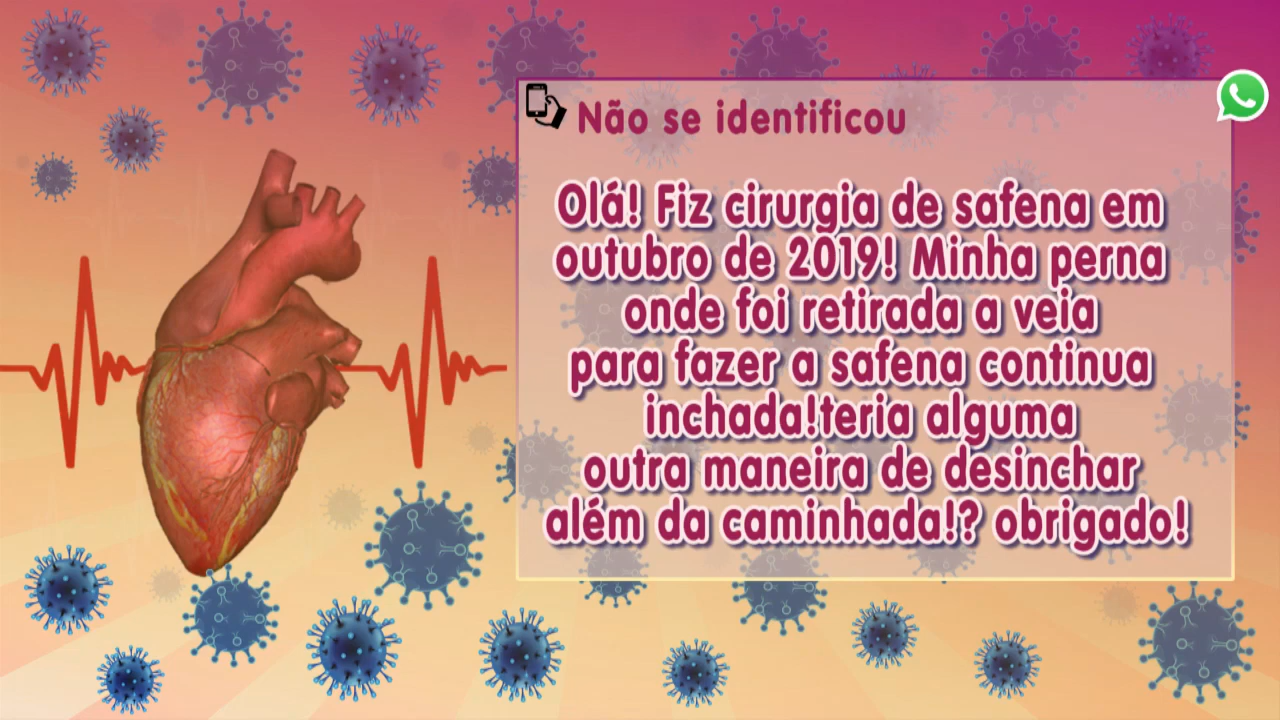 Não se identificou
Olá! Fiz cirurgia de safena em
outubro de 2019! Minha perna
onde foi retirada a veia
para fazer a safena continua
inchada!teria alguma
outra maneira de desinchar
além da caminhada!? obrigado!